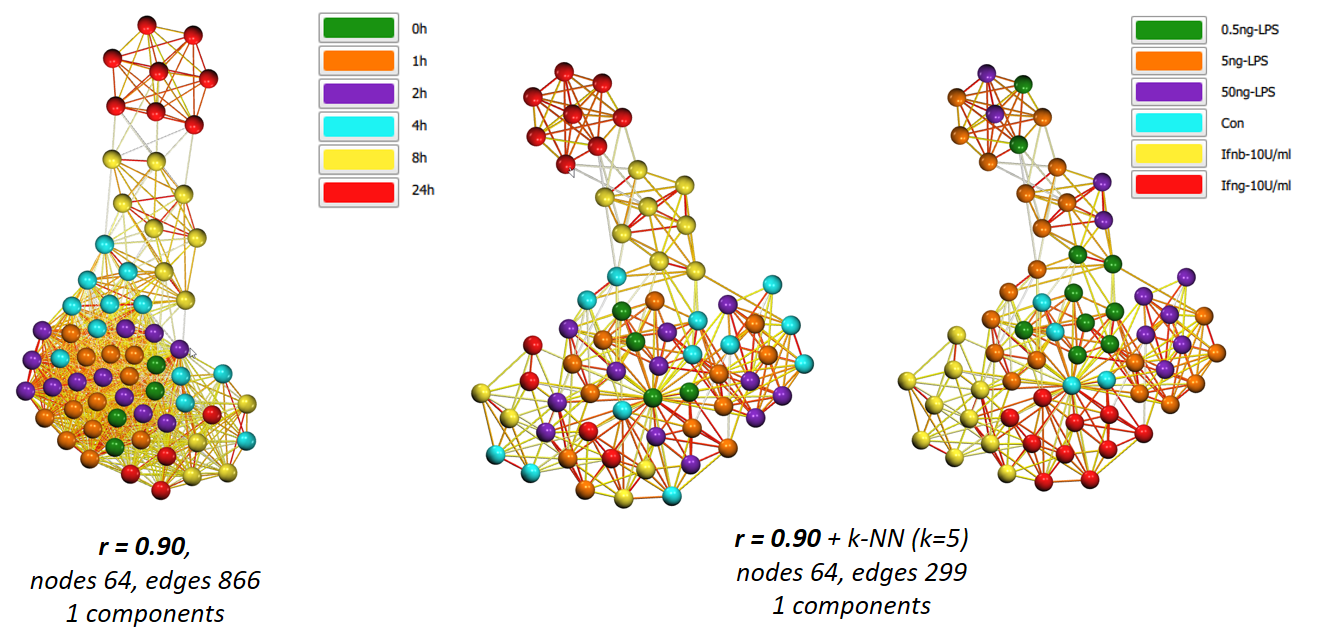 0h
1h
2h
4h
8h
24h
0.5ng-LPS
5ng-LPS
50ng-LPS
Con
Ifnb-10U/ml
Ifng-10U/ml
r = 0.90,
nodes 64, edges 866
1 components
r = 0.90 + k-NN (k=5)
nodes 64, edges 299
1 components